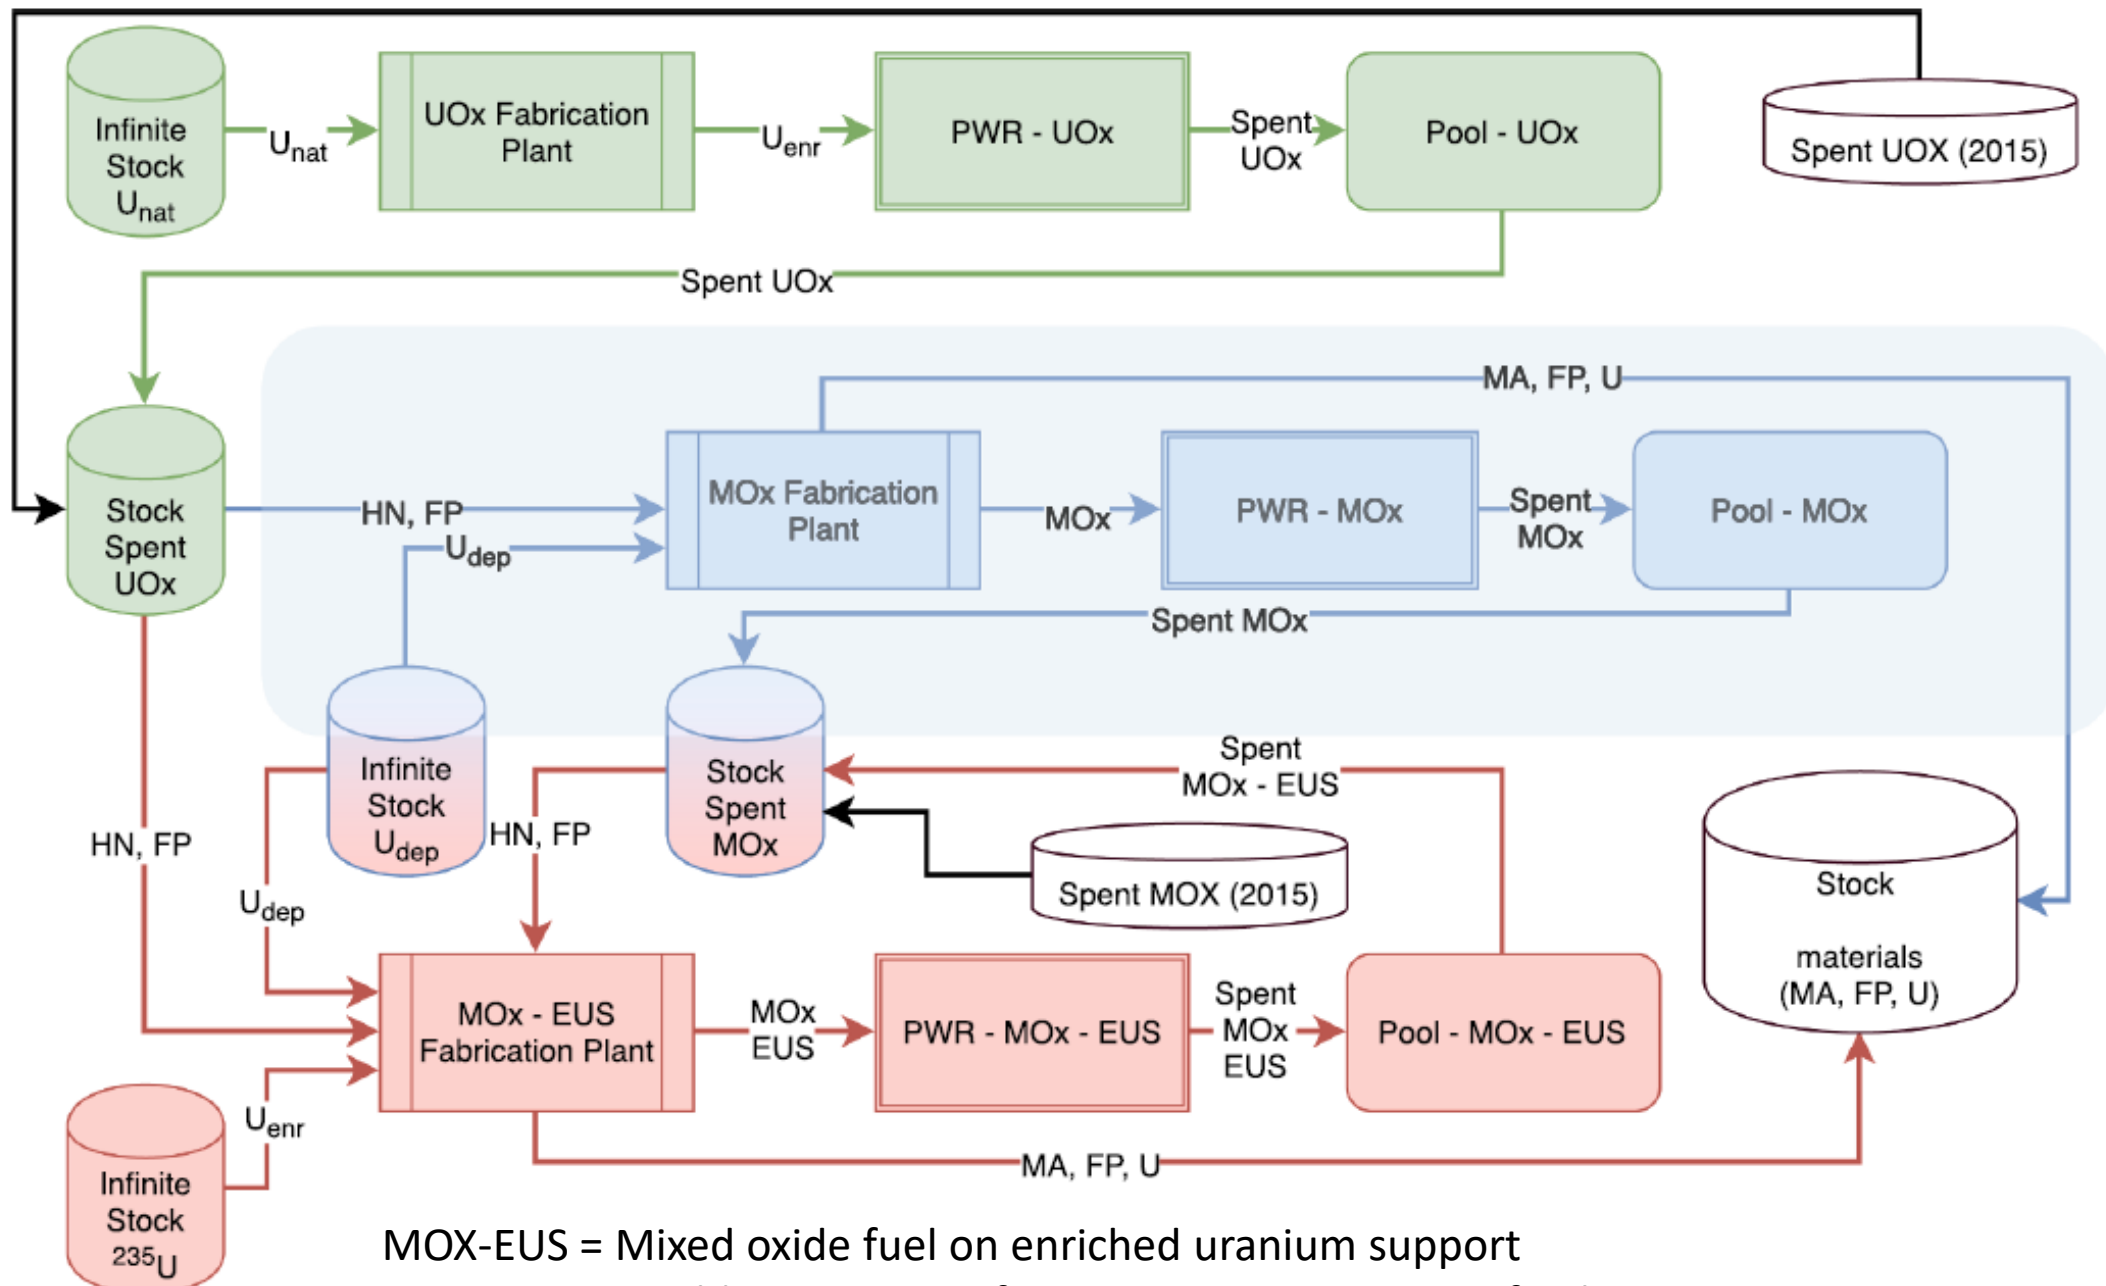 Infinite
Stock
Unat
Unat
UOx Fabrication
Plant
Uenr
PWR - UOx
Spent
UOx
Pool - UOx
Spent UOX (2015)
Spent UOx
MA, FP, U
Stock
Spent
UOx
HN, FP
Udep
MOx Fabrication
Plant
MOx
PWR - MOx
Spent
MOx
Pool - MOx
Spent MOx
Infinite
Stock
Udep
Stock
Spent
MOx
Spent
MOx - EUS
HN, FP
HN, FP
Udep
Spent MOX (2015)
Stock
materials
(MA, FP, U)
MOx - EUS
Fabrication Plant
MOx
EUS
PWR - MOx - EUS
Spent
MOx
EUS
Pool - MOx - EUS
Uenr
MA, FP, U
Infinite
Stock
235U
MOX-EUS = Mixed oxide fuel on enriched uranium support